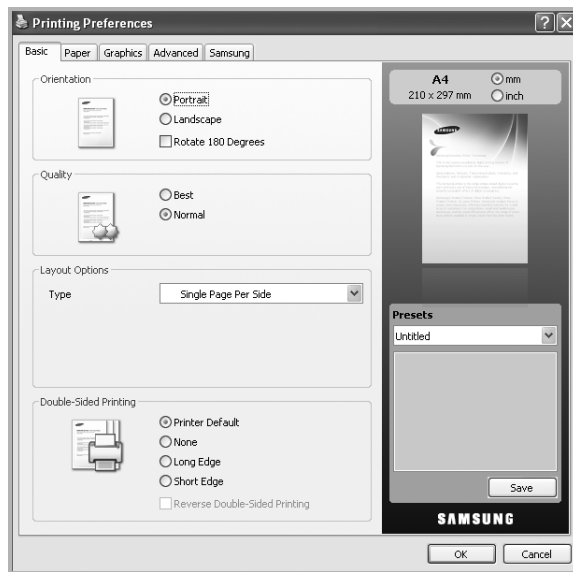 Printing Preferences
Basic Paper Graphics Advanced Samsung
Orientation
Portrait
Landscape
Rotate 180 Degrees
Quality
Best
Normal
Layout Options
Type Single Page Per Side
Double-Sided Printing
Printer Default
None
Long Edge
Short Edge
Reverse Double-Sided Printing
A4
210 x 297 mm
mm
inch
SAMSUNG
Presets
Untitled
Save
SAMSUNG
OK Cancel